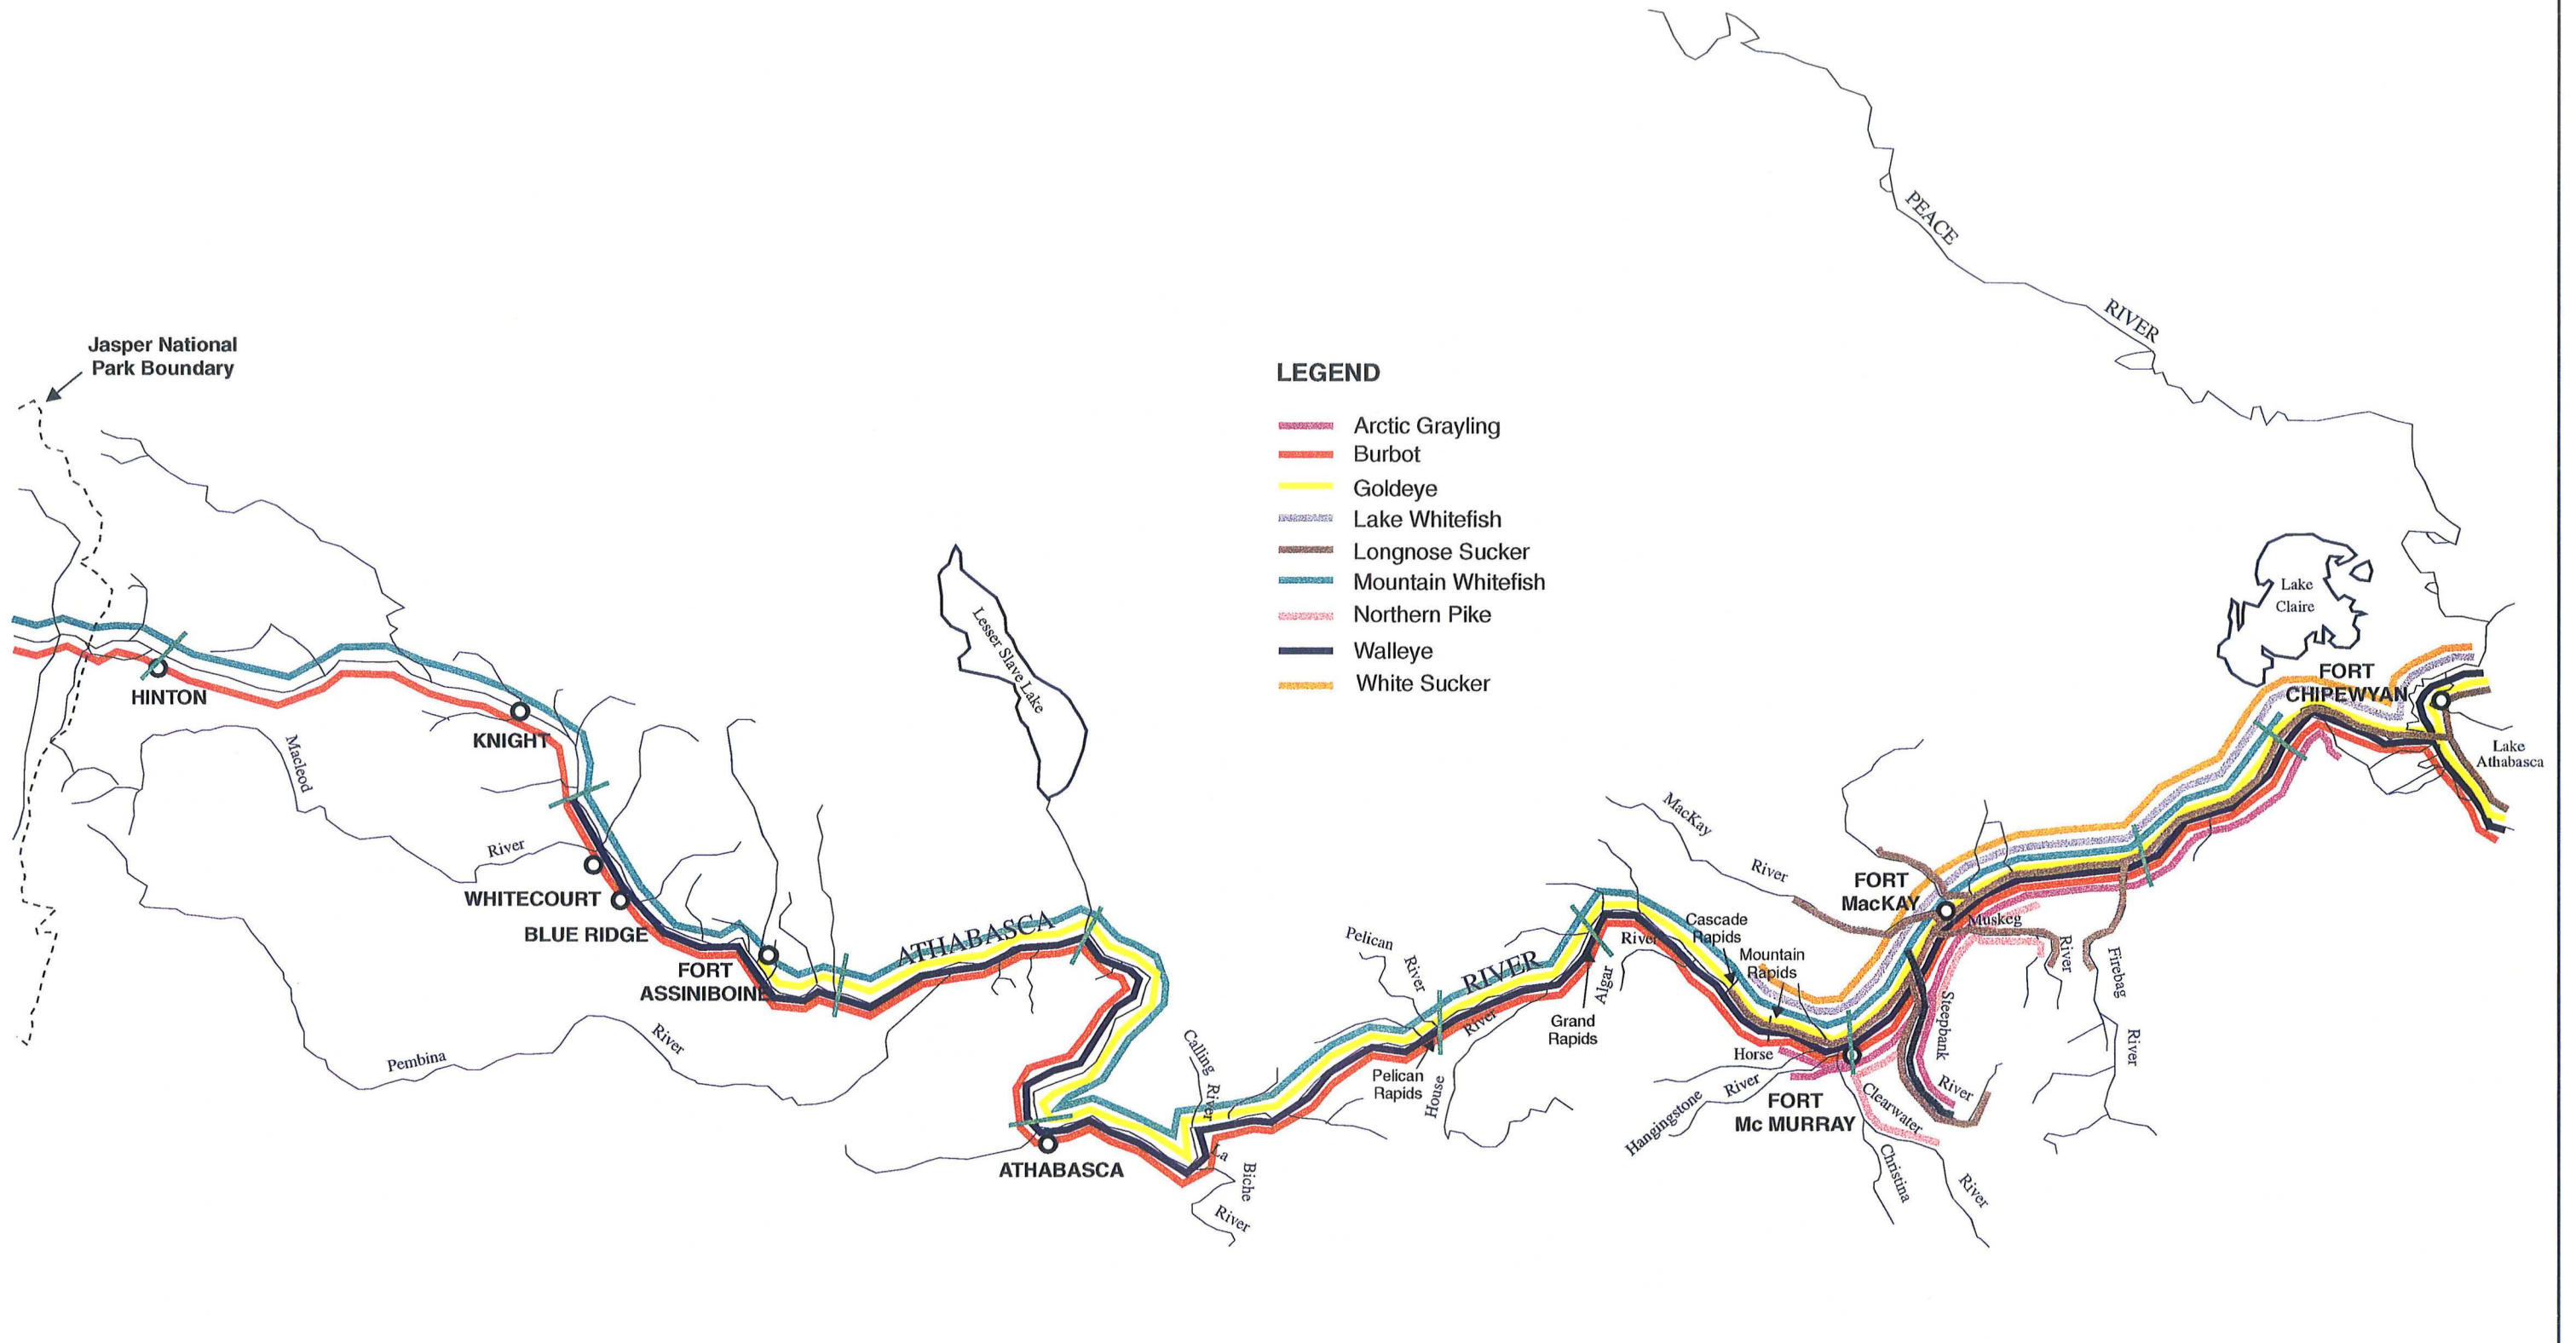 PEACE
RIVER
Jasper National
Park Boundary
LEGEND
Arctic Grayling
Burbot
Goldeye
Lake Whitefish
Longnose Sucker
Mountain Whitefish
Northern Pike
Walleye
White Sucker
Lesser Slave Lake
Lake
Claire
FORT
CHIPEWYAN
Lake
Athabasca
HINTON
KNIGHT
Macleod
River
WHITECOURT
BLUE RIDGE
FORT
ASSINIBOINE
ATHABASCA
Pembina
River
ATHABASCA
Calling
River
La
Biche
River
Pelican
River
RIVER
River
House
Pelican
Rapids
Grand
Rapids
Algar
River
Cascade
Rapids
Mountain
Rapids
MacKay
River
FORT
MacKAY
Muskeg
River
Firebag
River
Steepbank
River
Horse
River
Hangingstone
FORT
Mc MURRAY
Clearwater
River
Christina